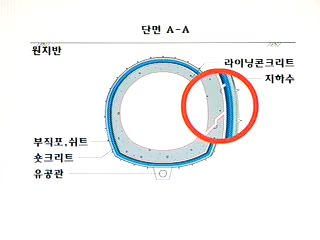 단면 A-A
원지반
라이닝콘크리트
지하수
부직포,쉬트
숏크리트
유공관